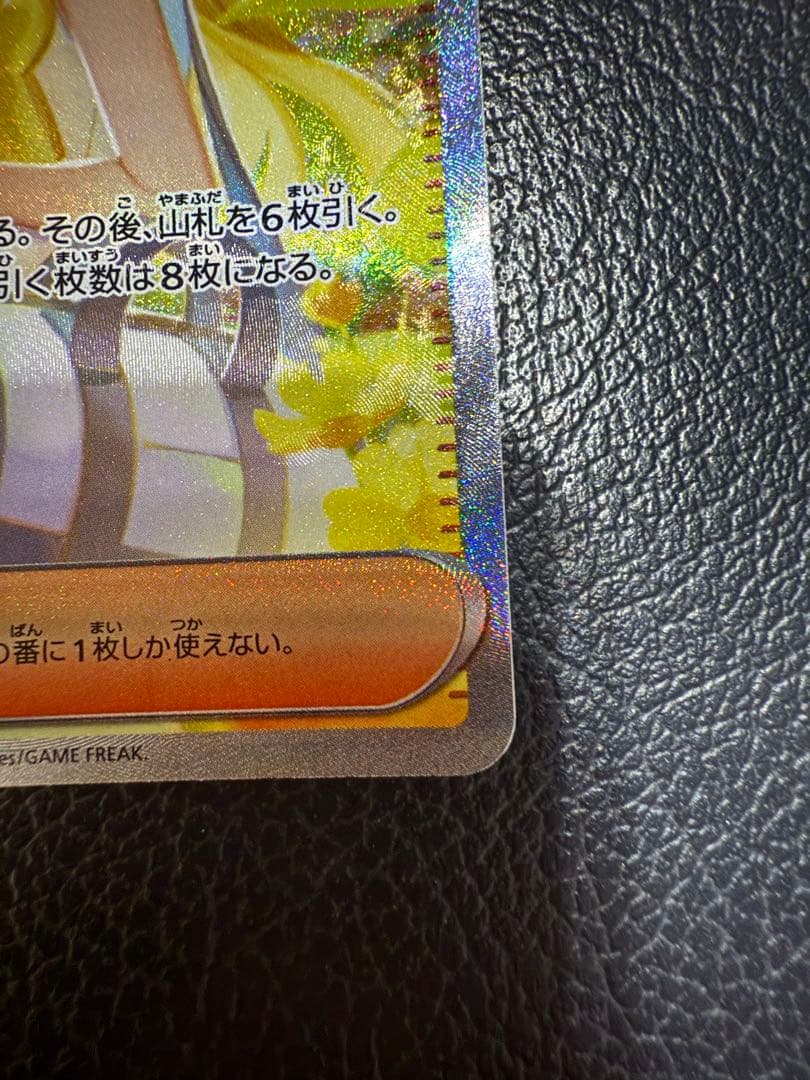 る。その後、山札を6枚引く。
引く枚数は8枚になる。
の番に1枚しか使えない。
es/GAME FREAK.